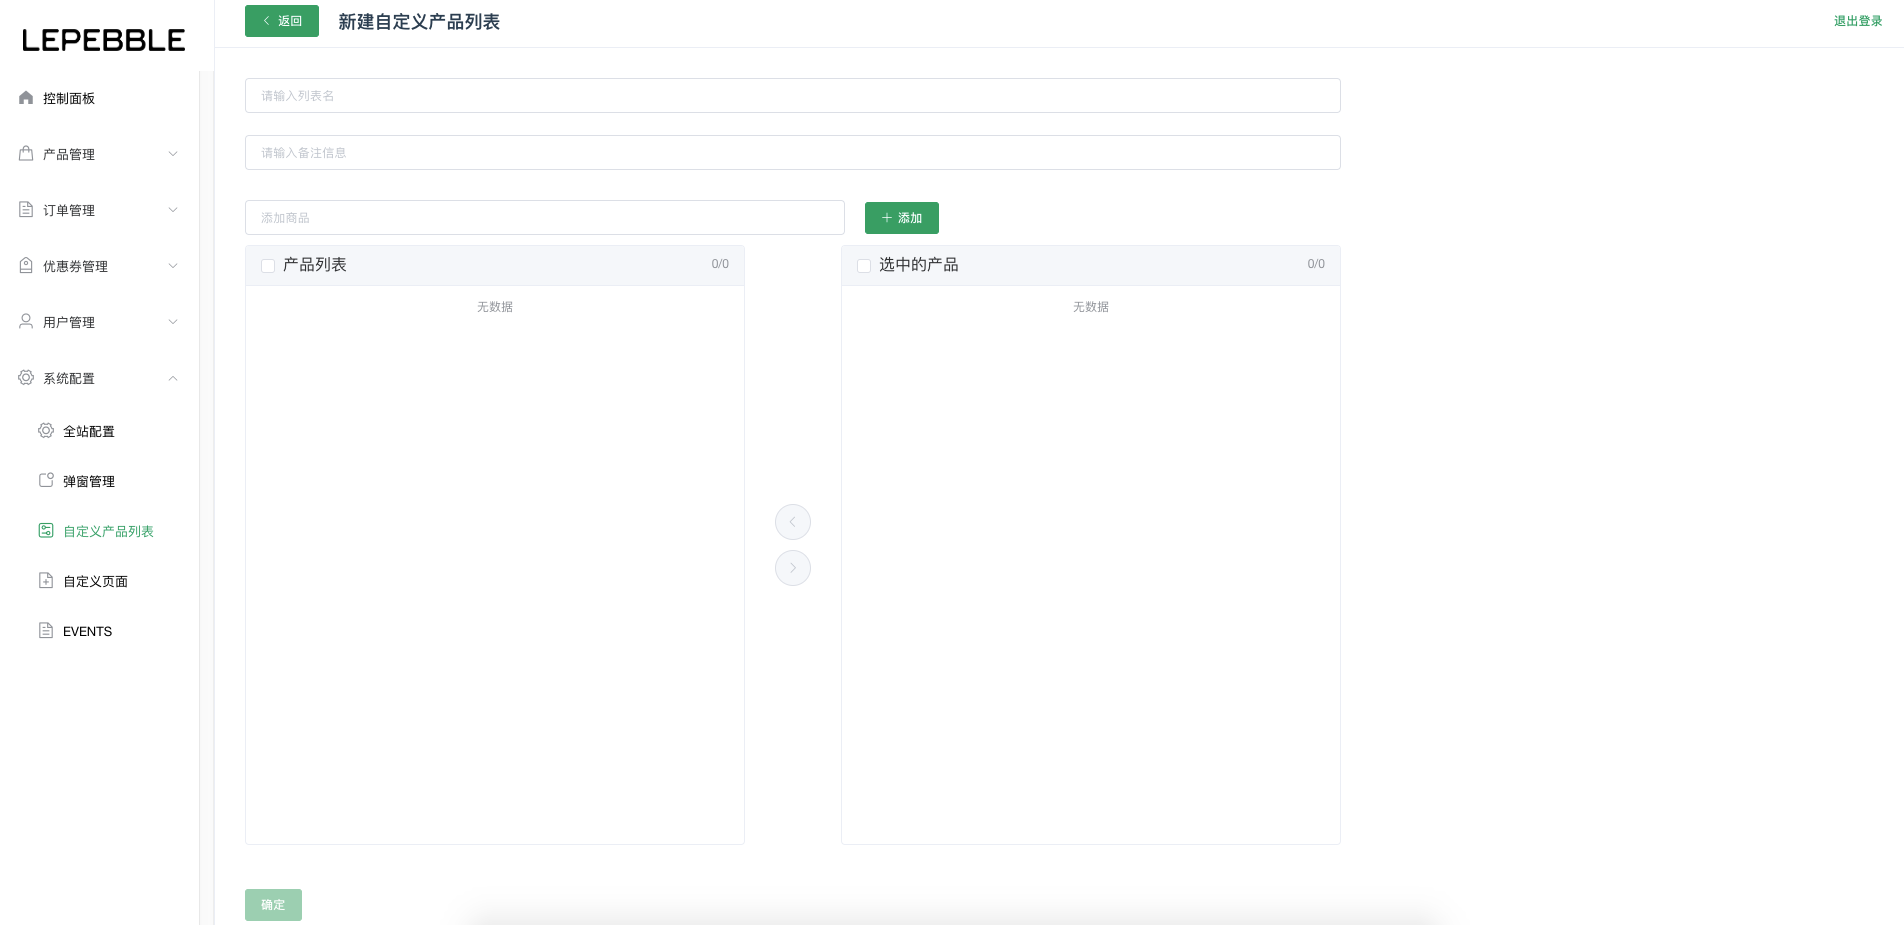 LEPEBBLE
控制面板
产品管理
订单管理
优惠券管理
用户管理
系统配置
全站配置
弹窗管理
自定义产品列表
自定义页面
EVENTS
返回
新建自定义产品列表
退出登录
请输入列表名
请输入备注信息
添加商品
添加
产品列表
0/0
无数据
选中的产品
0/0
无数据
确定